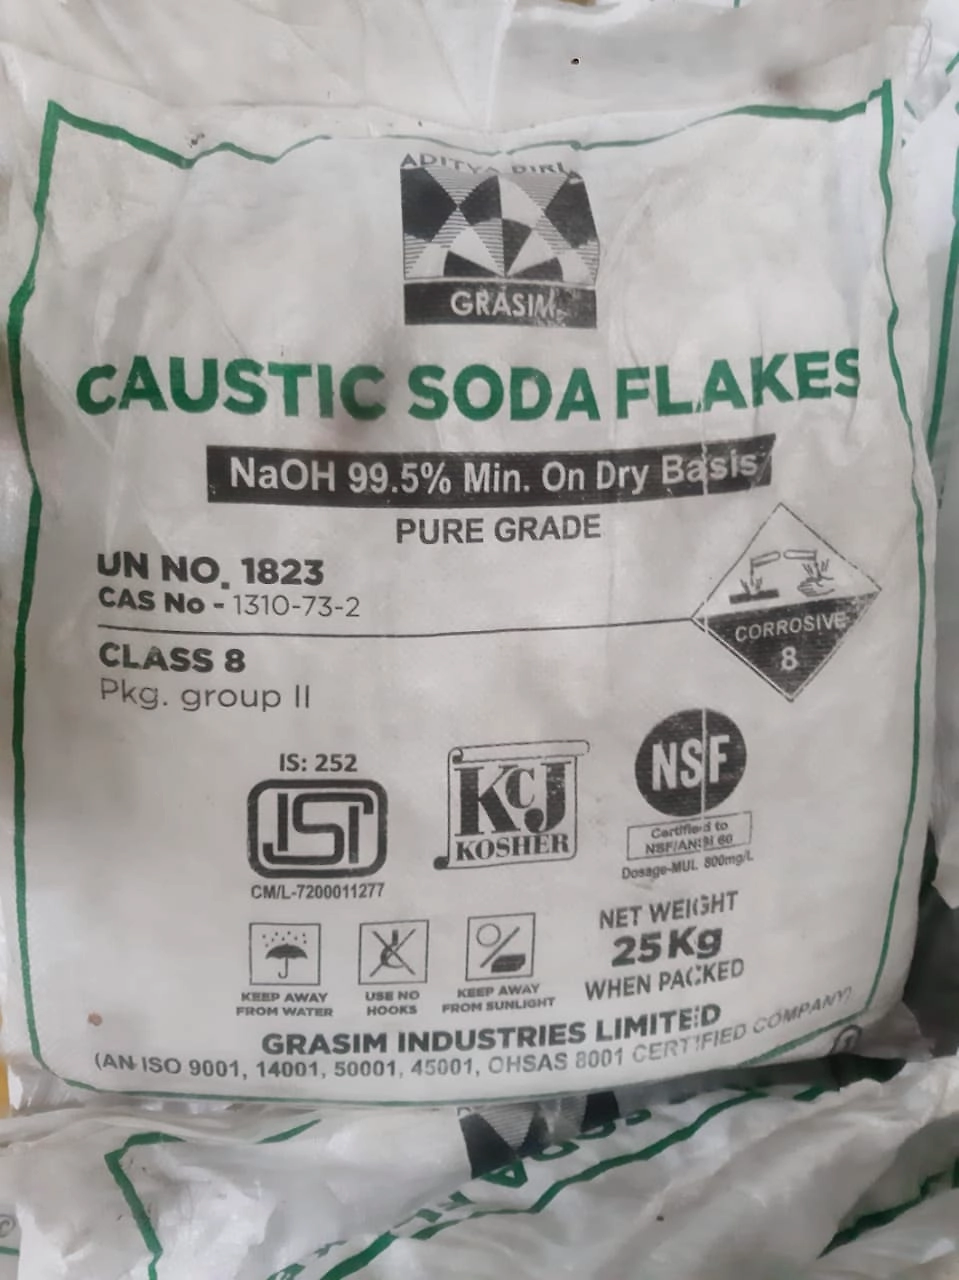 ADITYA BIRL
GRASIM
CAUSTIC SODA FLAKES
NaOH 99.5% Min. On Dry Basis
PURE GRADE
UN NO. 1823
CAS No - 1310-73-2
CORROSIVE
8
CLASS 8
Pkg. group II
IS: 252
ISI
CM/L-7200011277
KCJ
KOSHER
NSF
Certified to
NSF/ANSI 60
Dosage-MUL 800mg/L
NET WEIGHT
25Kg
WHEN PACKED
KEEP AWAY
FROM WATER
USE NO
HOOKS
KEEP AWAY
FROM SUNLIGHT
GRASIM INDUSTRIES LIMITED
(AN ISO 9001, 14001, 50001, 45001, OHSAS 8001 CERTIFIED COMPANY)